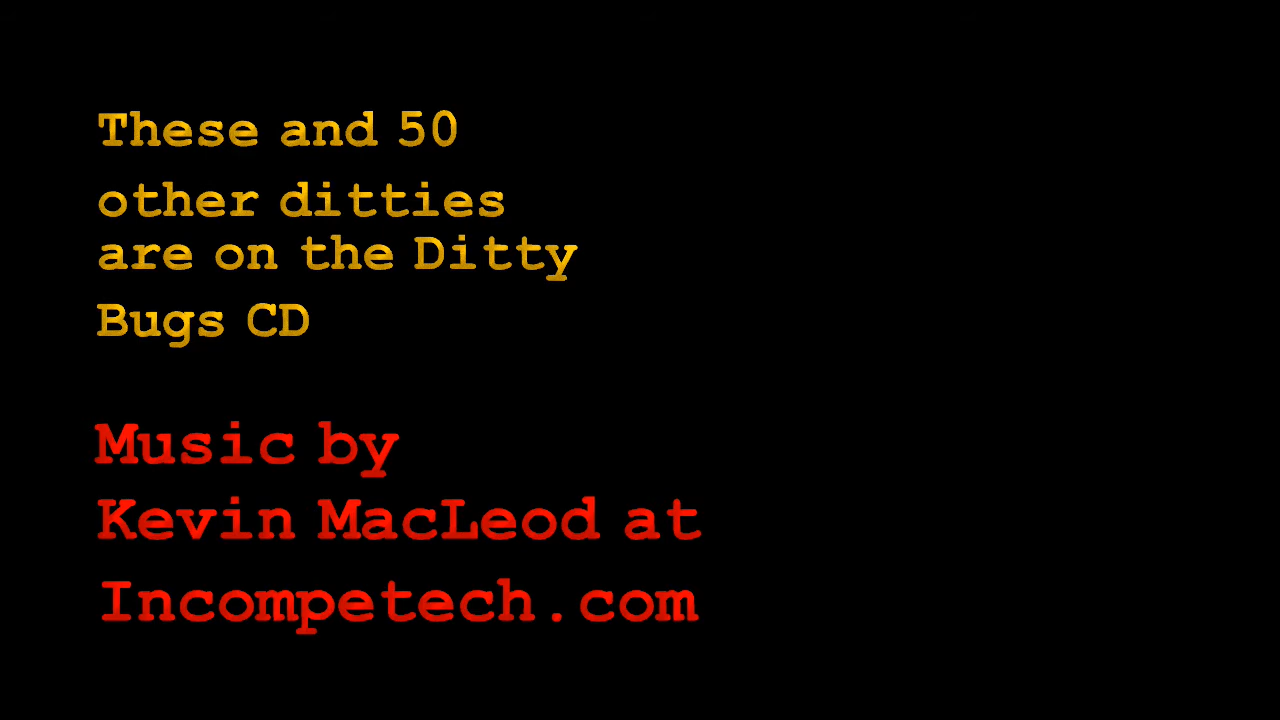 These and 50
other ditties
are on the Ditty
Bugs CD
Music by
Kevin MacLeod at
Incompetech.com